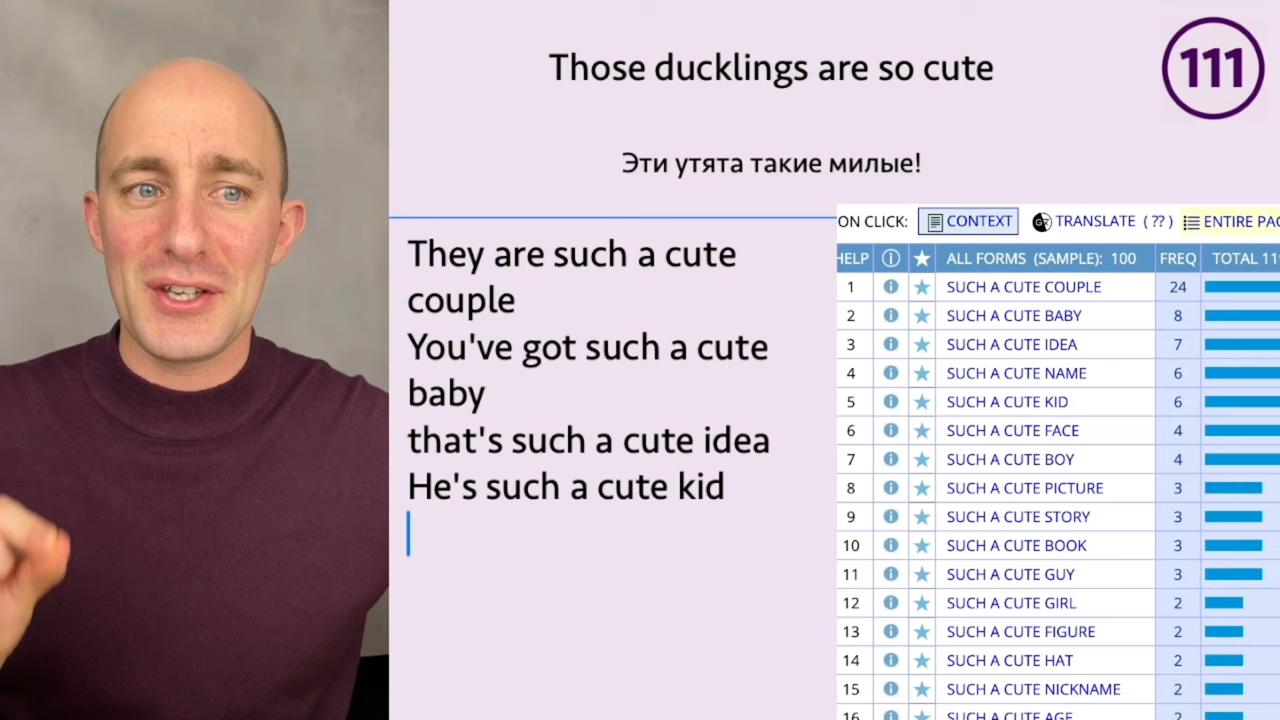 Those ducklings are so cute
111
Эти утята такие милые!
They are such a cute
couple
You've got such a cute
baby
that's such a cute idea
He's such a cute kid
ON CLICK: CONTEXT TRANSLATE (??) ENTIRE PAG
HELP ALL FORMS (SAMPLE): 100 FREQ TOTAL 11
1 SUCH A CUTE COUPLE 24
2 SUCH A CUTE BABY 8
3 SUCH A CUTE IDEA 7
4 SUCH A CUTE NAME 6
5 SUCH A CUTE KID 6
6 SUCH A CUTE FACE 4
7 SUCH A CUTE BOY 4
8 SUCH A CUTE PICTURE 3
9 SUCH A CUTE STORY 3
10 SUCH A CUTE BOOK 3
11 SUCH A CUTE GUY 3
12 SUCH A CUTE GIRL 2
13 SUCH A CUTE FIGURE 2
14 SUCH A CUTE HAT 2
15 SUCH A CUTE NICKNAME 2
16 SUCH A CUTE AGE 2